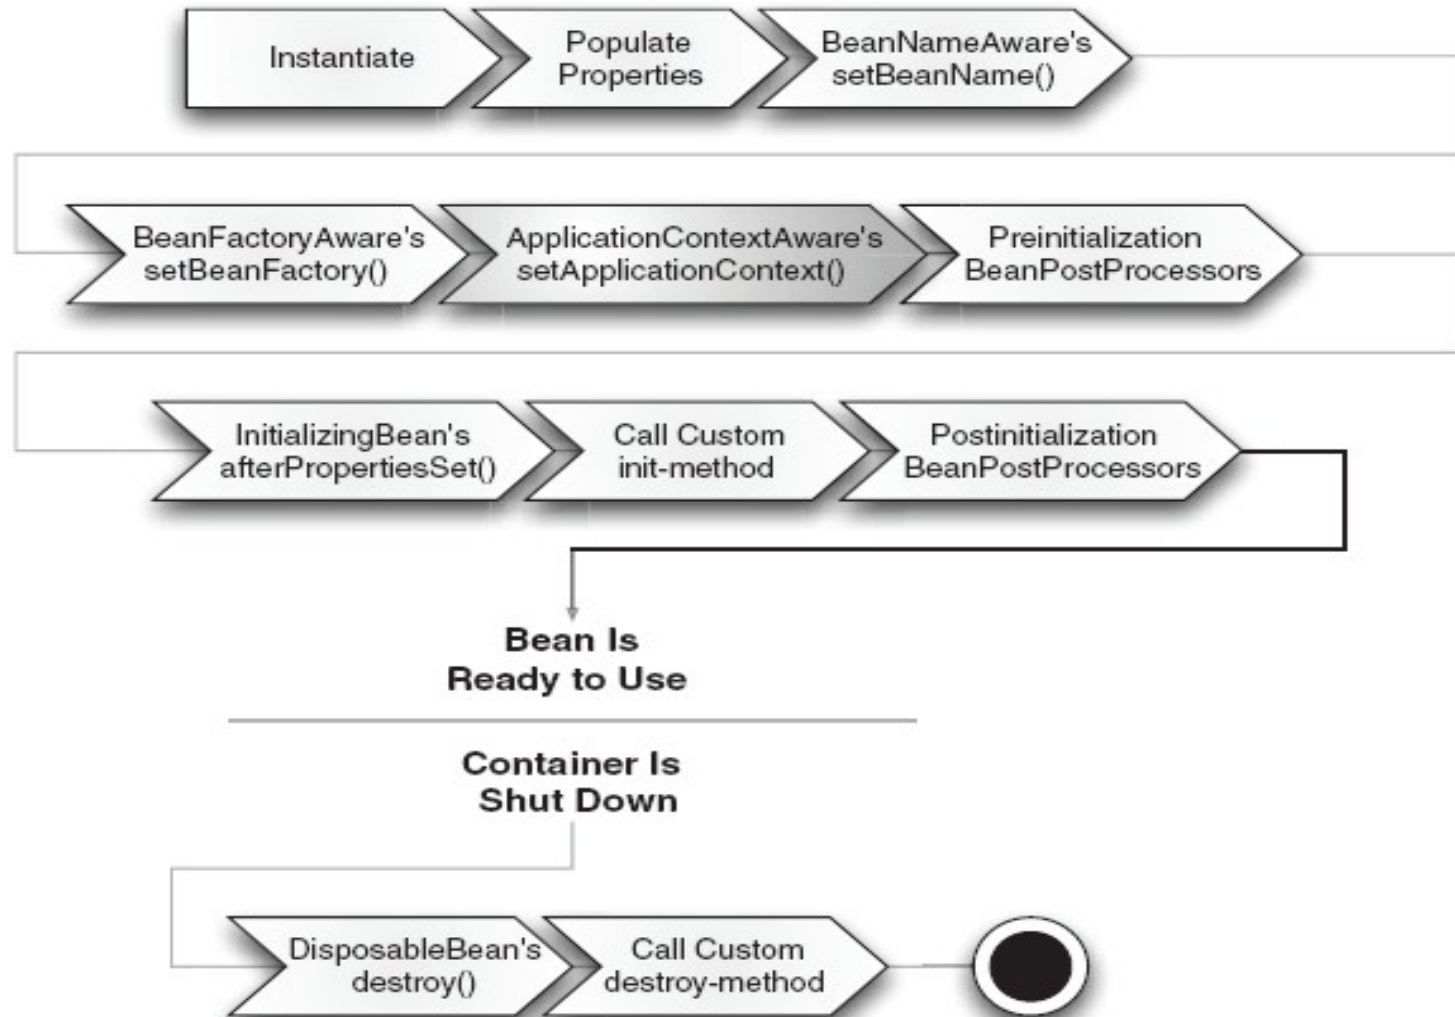 Instantiate
Populate
Properties
BeanNameAware's
setBeanName()
BeanFactoryAware's
setBeanFactory()
ApplicationContextAware's
setApplicationContext()
Preinitialization
BeanPostProcessors
InitializingBean's
afterPropertiesSet()
Call Custom
init-method
Postinitialization
BeanPostProcessors
Bean Is
Ready to Use
Container Is
Shut Down
DisposableBean's
destroy()
Call Custom
destroy-method